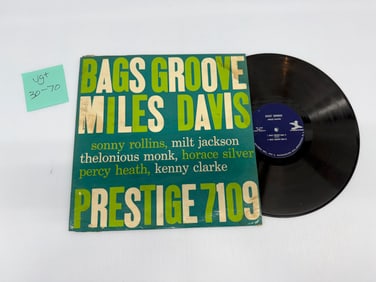 vgt
30-70
BAGS GROOVE
MILES DAVIS
sonny rollins, milt jackson
thelonious monk, horace silver
percy heath, kenny clarke
PRESTIGE 7109